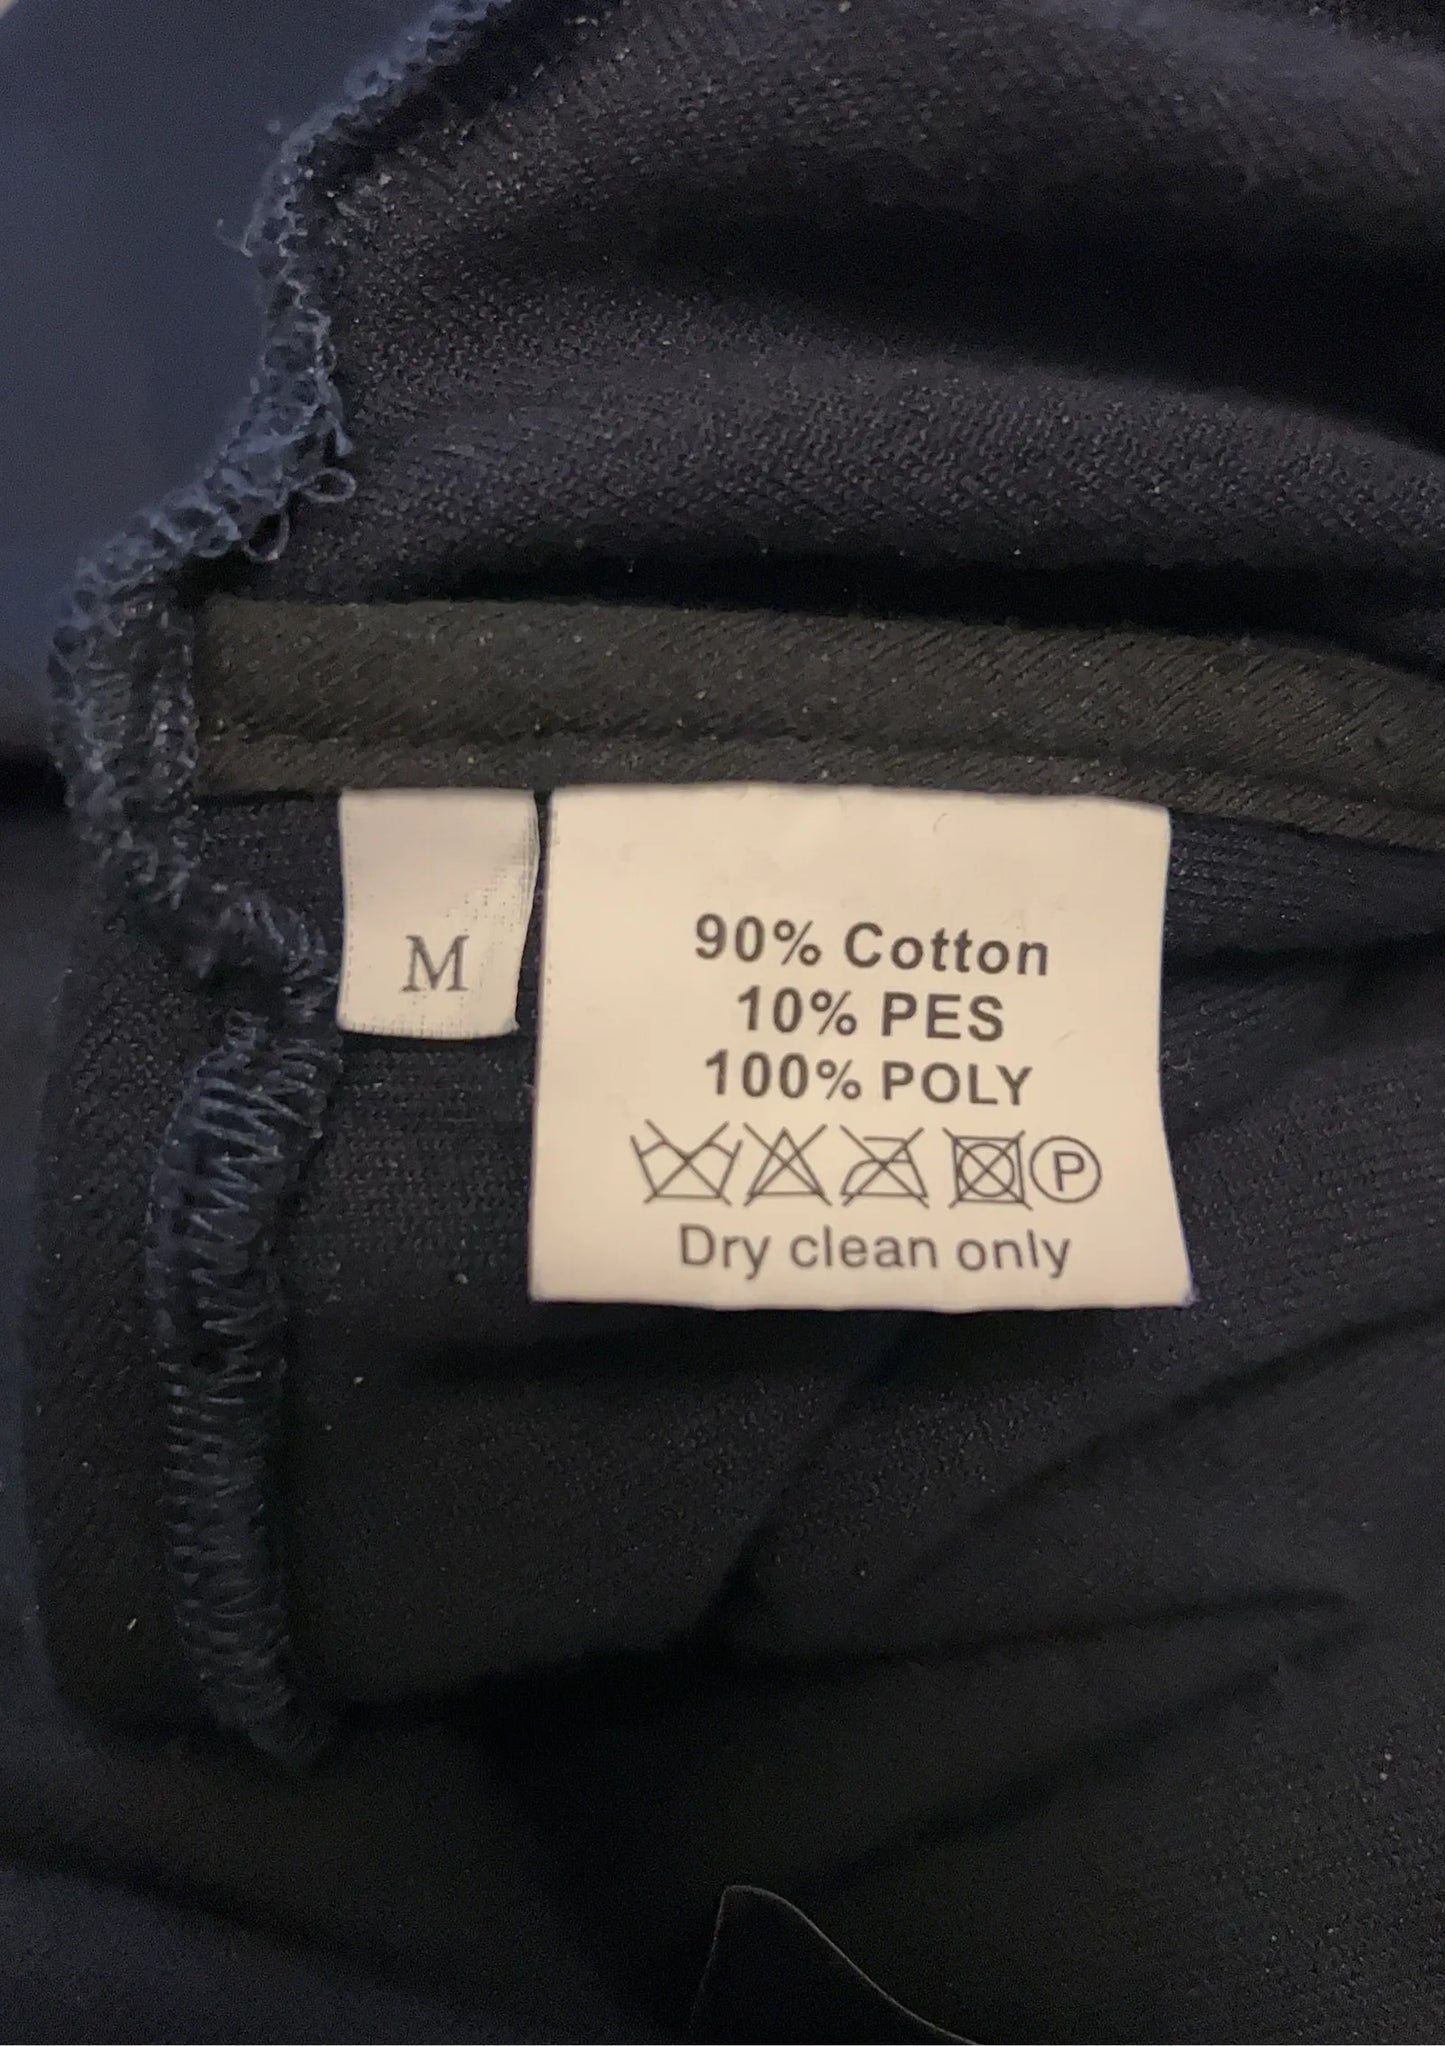 M
90% Cotton
10% PES
100% POLY
P
Dry clean only